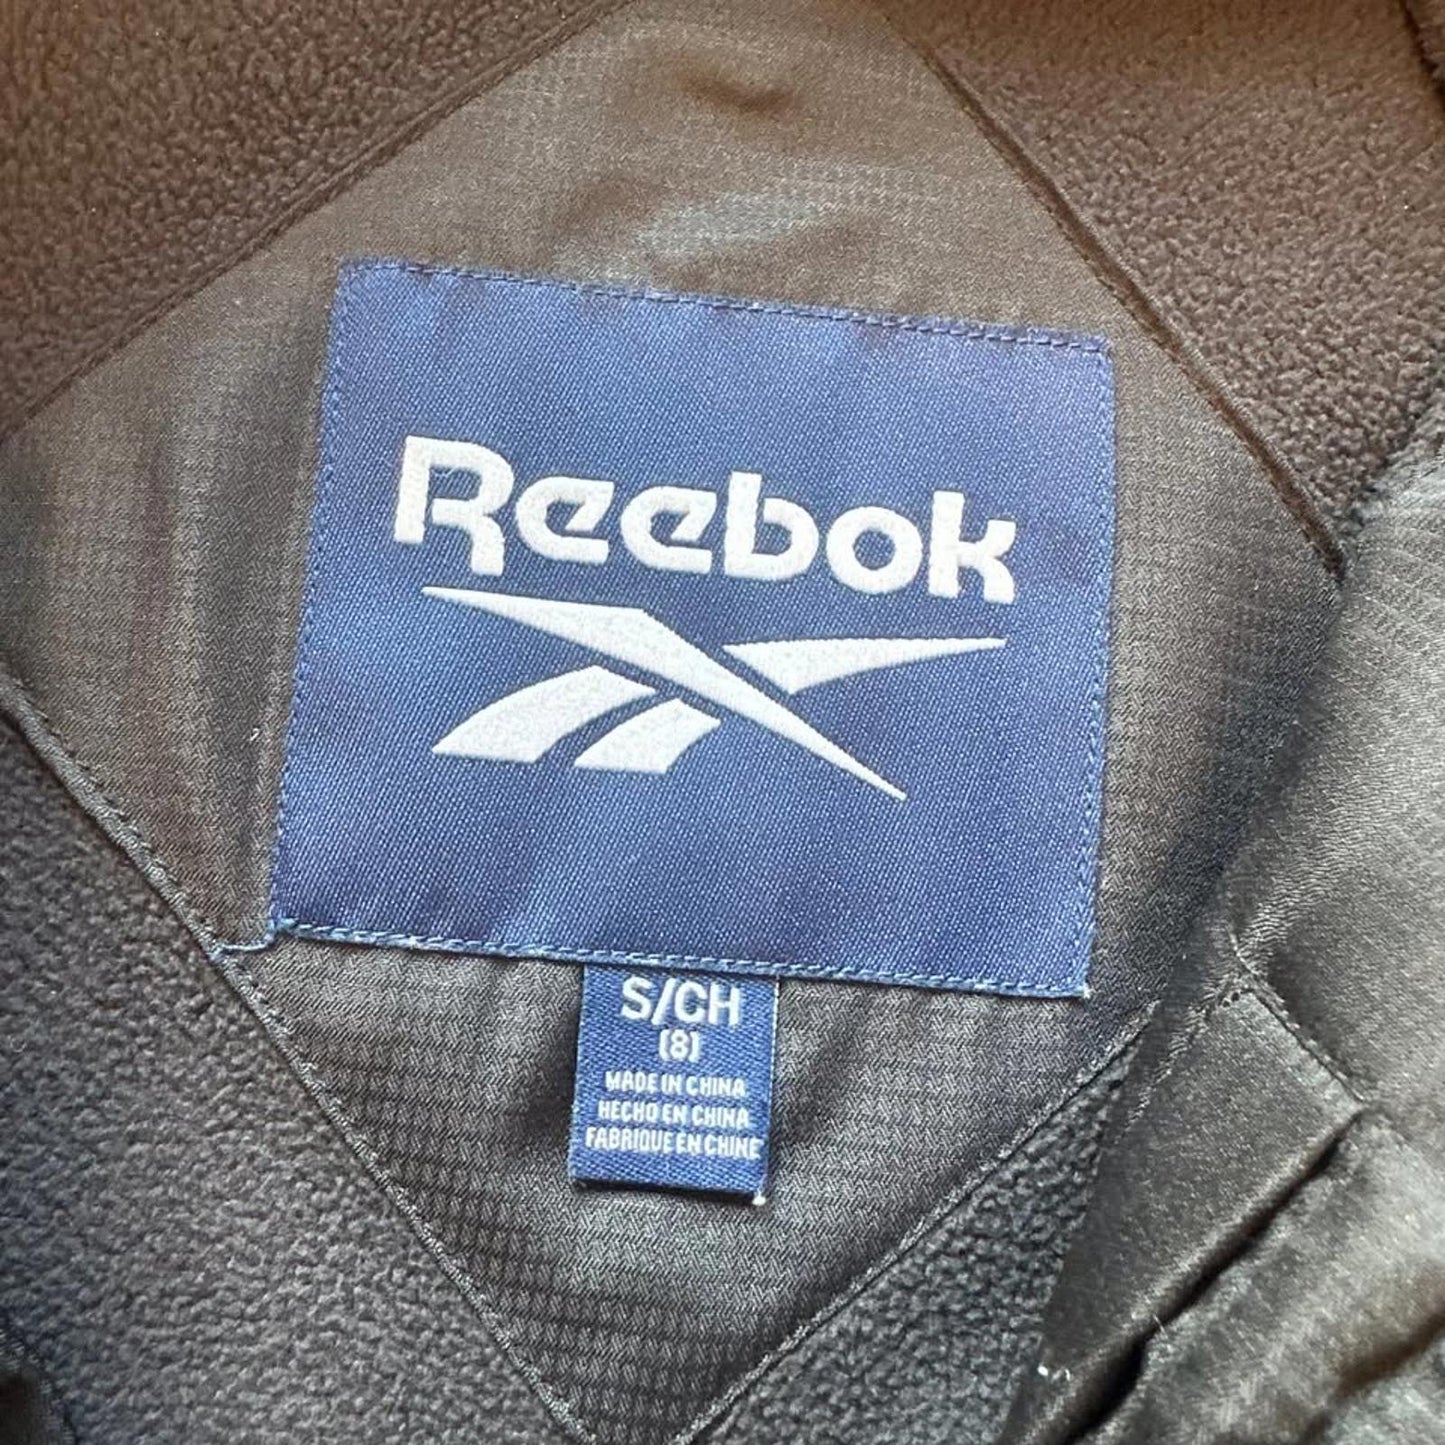 Reebok
S/CH
(8)
MADE IN CHINA
HECHO EN CHINA
FABRIQUE EN CHINE